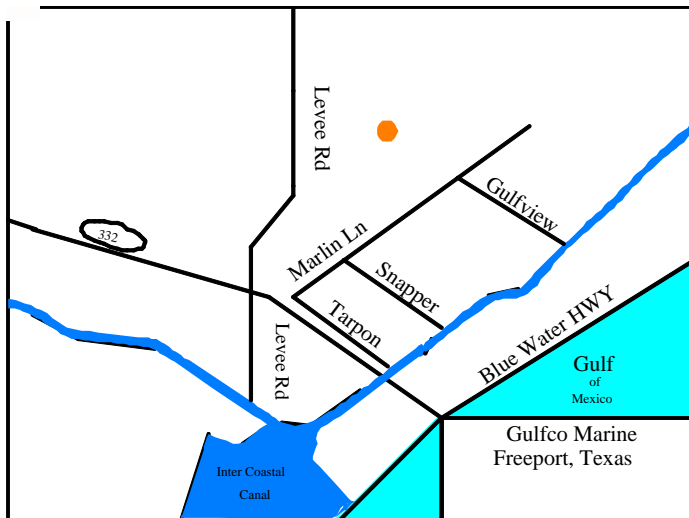 Levee Rd
Gulfview
332
Marlin Ln
Snapper
Tarpon
Levee Rd
Blue Water HWY
Gulf
of
Mexico
Gulfco Marine
Freeport, Texas
Inter Coastal
Canal